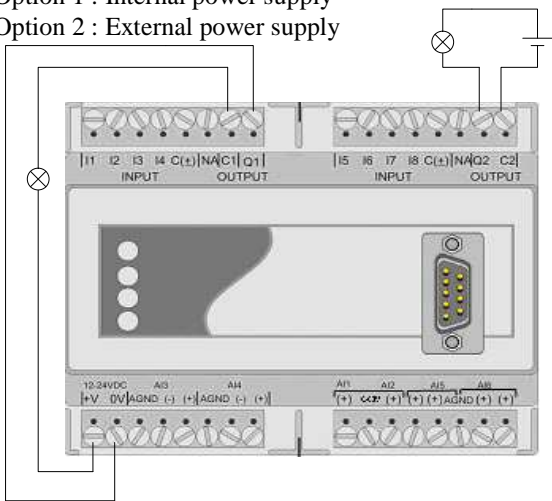 Option 1 : Internal power supply
Option 2 : External power supply
I1 I2 I3 I4 C(±) NA C1 Q1
INPUT OUTPUT
I5 I6 I7 I8 C(±) NA Q2 C2
INPUT OUTPUT
12-24VDC AI3 AI4
+V 0V AGND (-) (+) AGND (-) (+)
AI1 AI2 AI5 AI6
(+) (+) (+) (+) AGND (+) (+)